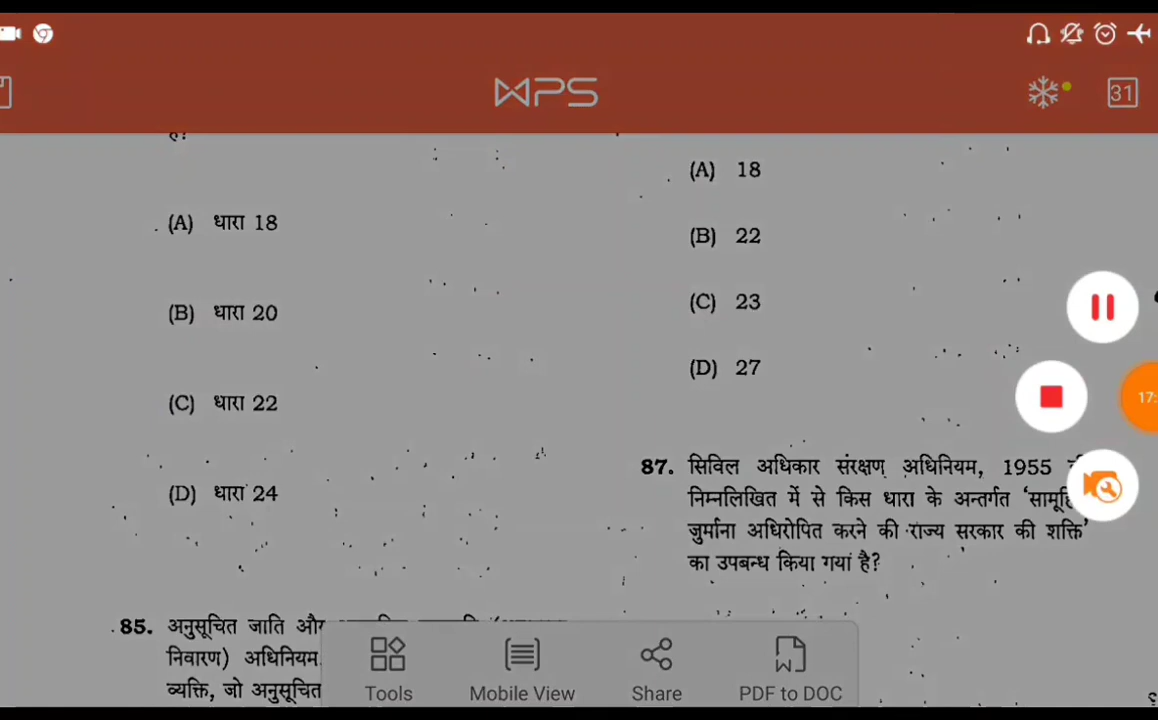 WPS
31
(A) धारा 18
(B) धारा 20
(C) धारा 22
(D) धारा 24
85. अनुसूचित जाति और
निवारण) अधिनियम
व्यक्ति, जो अनुसूचित
(A) 18
(B) 22
(C) 23
(D) 27
87. सिविल अधिकार संरक्षण अधिनियम, 1955
निम्नलिखित में से किस धारा के अन्तर्गत
जुर्माना अधिरोपित करने की राज्य सरकार की शक्ति'
का उपबन्ध किया गया है?
17:
Tools
Mobile View
Share
PDF to DOC